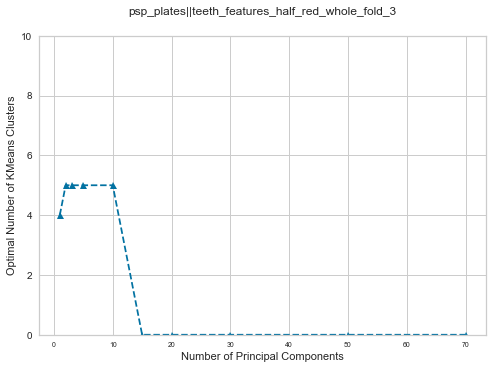 psp_plates||teeth_features_half_red_whole_fold_3
Optimal Number of KMeans Clusters
10
8
6
4
2
0
0 10 20 30 40 50 60 70
Number of Principal Components